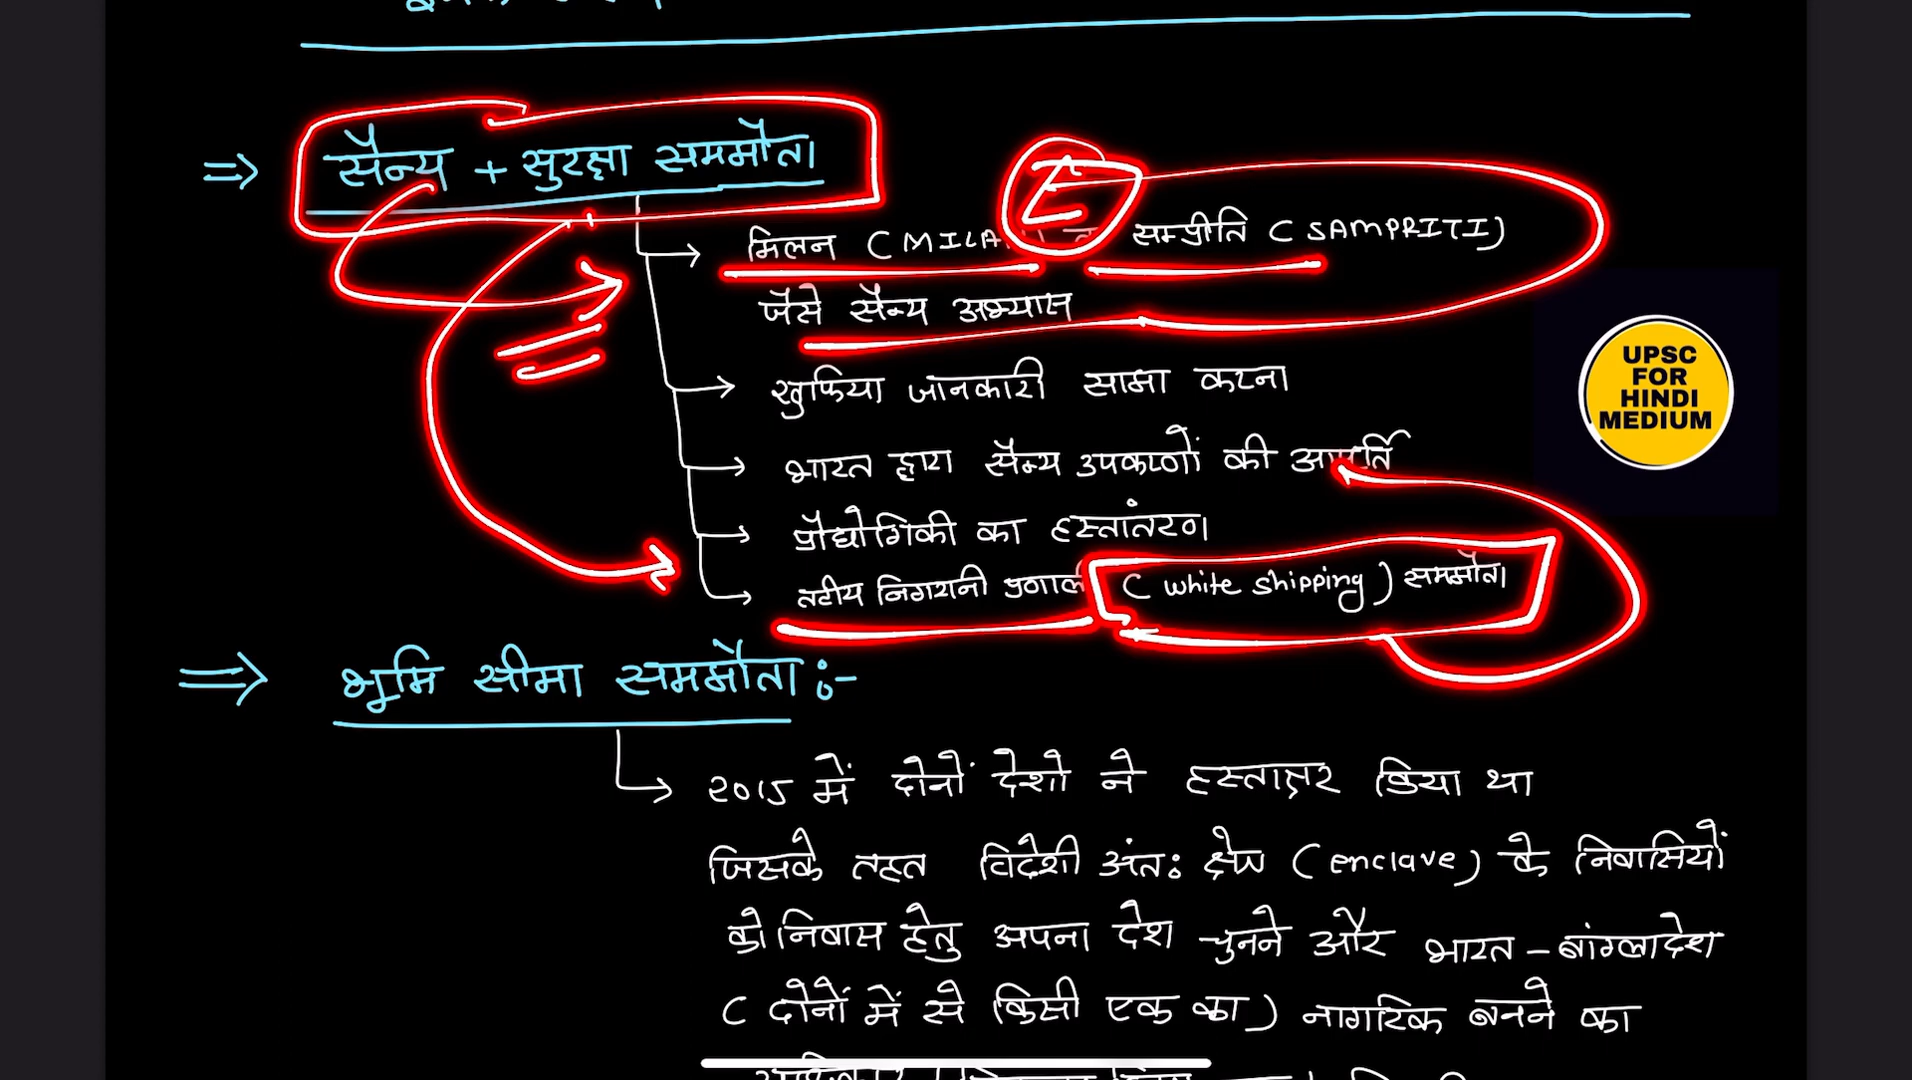 => सैन्य + सुरक्षा समझौता
→ मिलन (MILA सम्प्रीति (SAMPRITI)
जैसे सैन्य अभ्यास
→ खुफिया जानकारी साझा करना
→ भारत द्वारा सैन्य उपकरणों की आपूर्ति
→ प्रौद्योगिकी का हस्तांतरण
→ तटीय निगरानी प्रणाली (white shipping) समझौता
UPSC
FOR
HINDI
MEDIUM
=> भूमि सीमा समझौता :-
→ 2015 में दोनों देशो ने हस्ताक्षर किया था
जिसके तहत विदेशी अंतः क्षेत्र (enclave) के निवासियों
को निवास हेतु अपना देश चुनने और भारत - बांग्लादेश
(दोनों में से किसी एक का) नागरिक बनने का